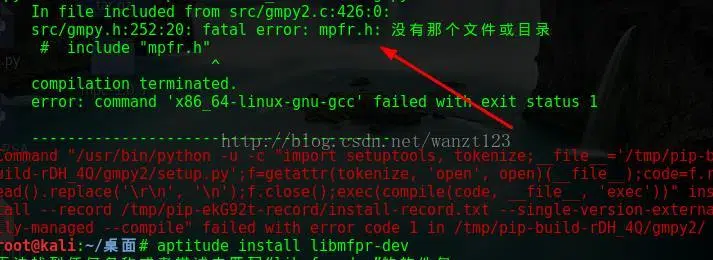 In file included from src/gmpy2.c:426:0:
src/gmpy.h:252:20: fatal error: mpfr.h: 没有那个文件或目录
# include "mpfr.h"
^
compilation terminated.
error: command 'x86_64-linux-gnu-gcc' failed with exit status 1
----------------------------------------
http://blog.csdn.net/wanzt123
Command "/usr/bin/python -u -c "import setuptools, tokenize;__file__='/tmp/pip-b
uild-rDH_4Q/gmpy2/setup.py';f=getattr(tokenize, 'open', open)(__file__);code=f.r
ead().replace('\r\n', '\n');f.close();exec(compile(code, __file__, 'exec'))" inst
all --record /tmp/pip-ekG92t-record/install-record.txt --single-version-external
ly-managed --compile" failed with error code 1 in /tmp/pip-build-rDH_4Q/gmpy2/
root@kali:~/桌面# aptitude install libmfpr-dev